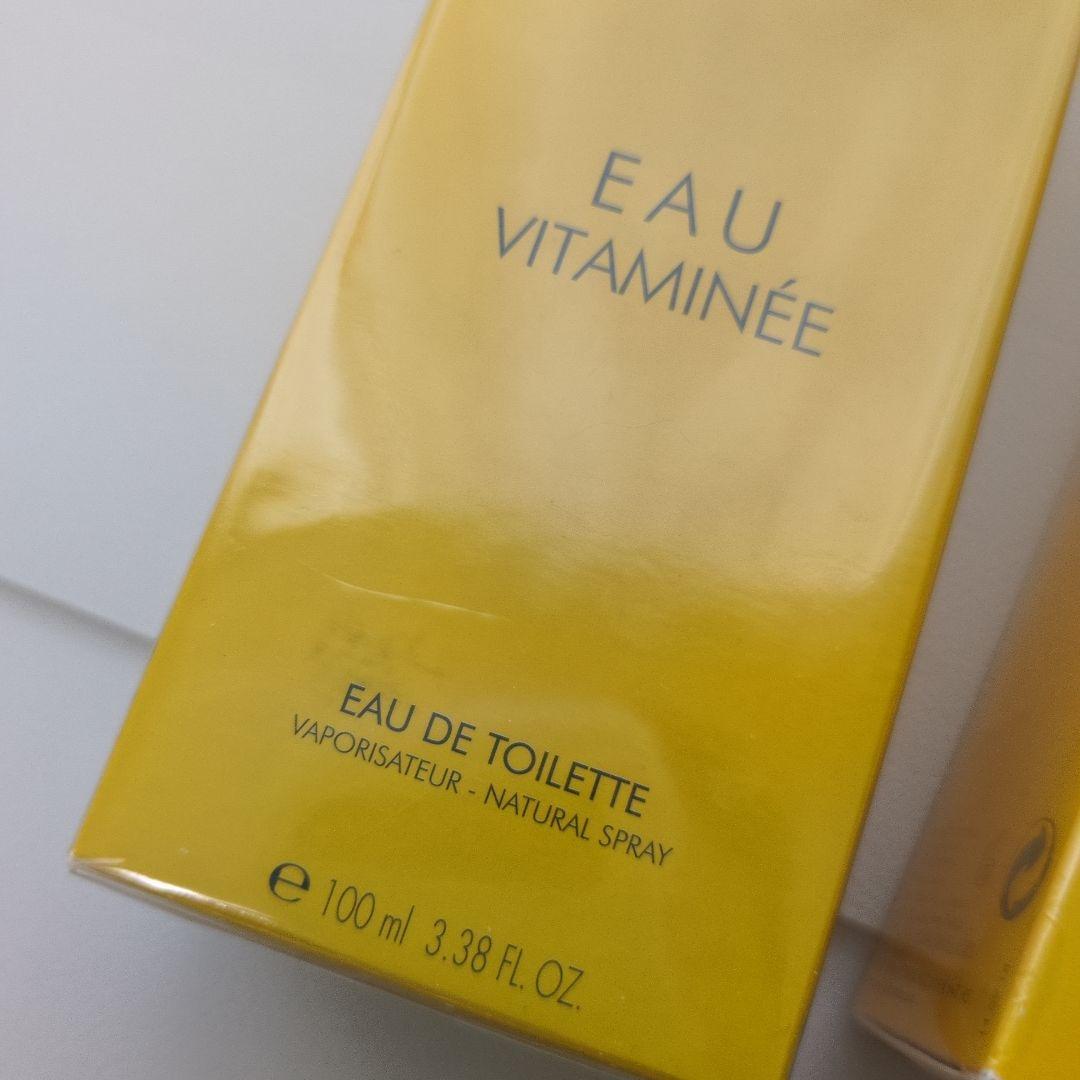 EAU
VITAMINÉE
EAU DE TOILETTE
VAPORISATEUR - NATURAL SPRAY
℮ 100 ml 3.38 FL. OZ.